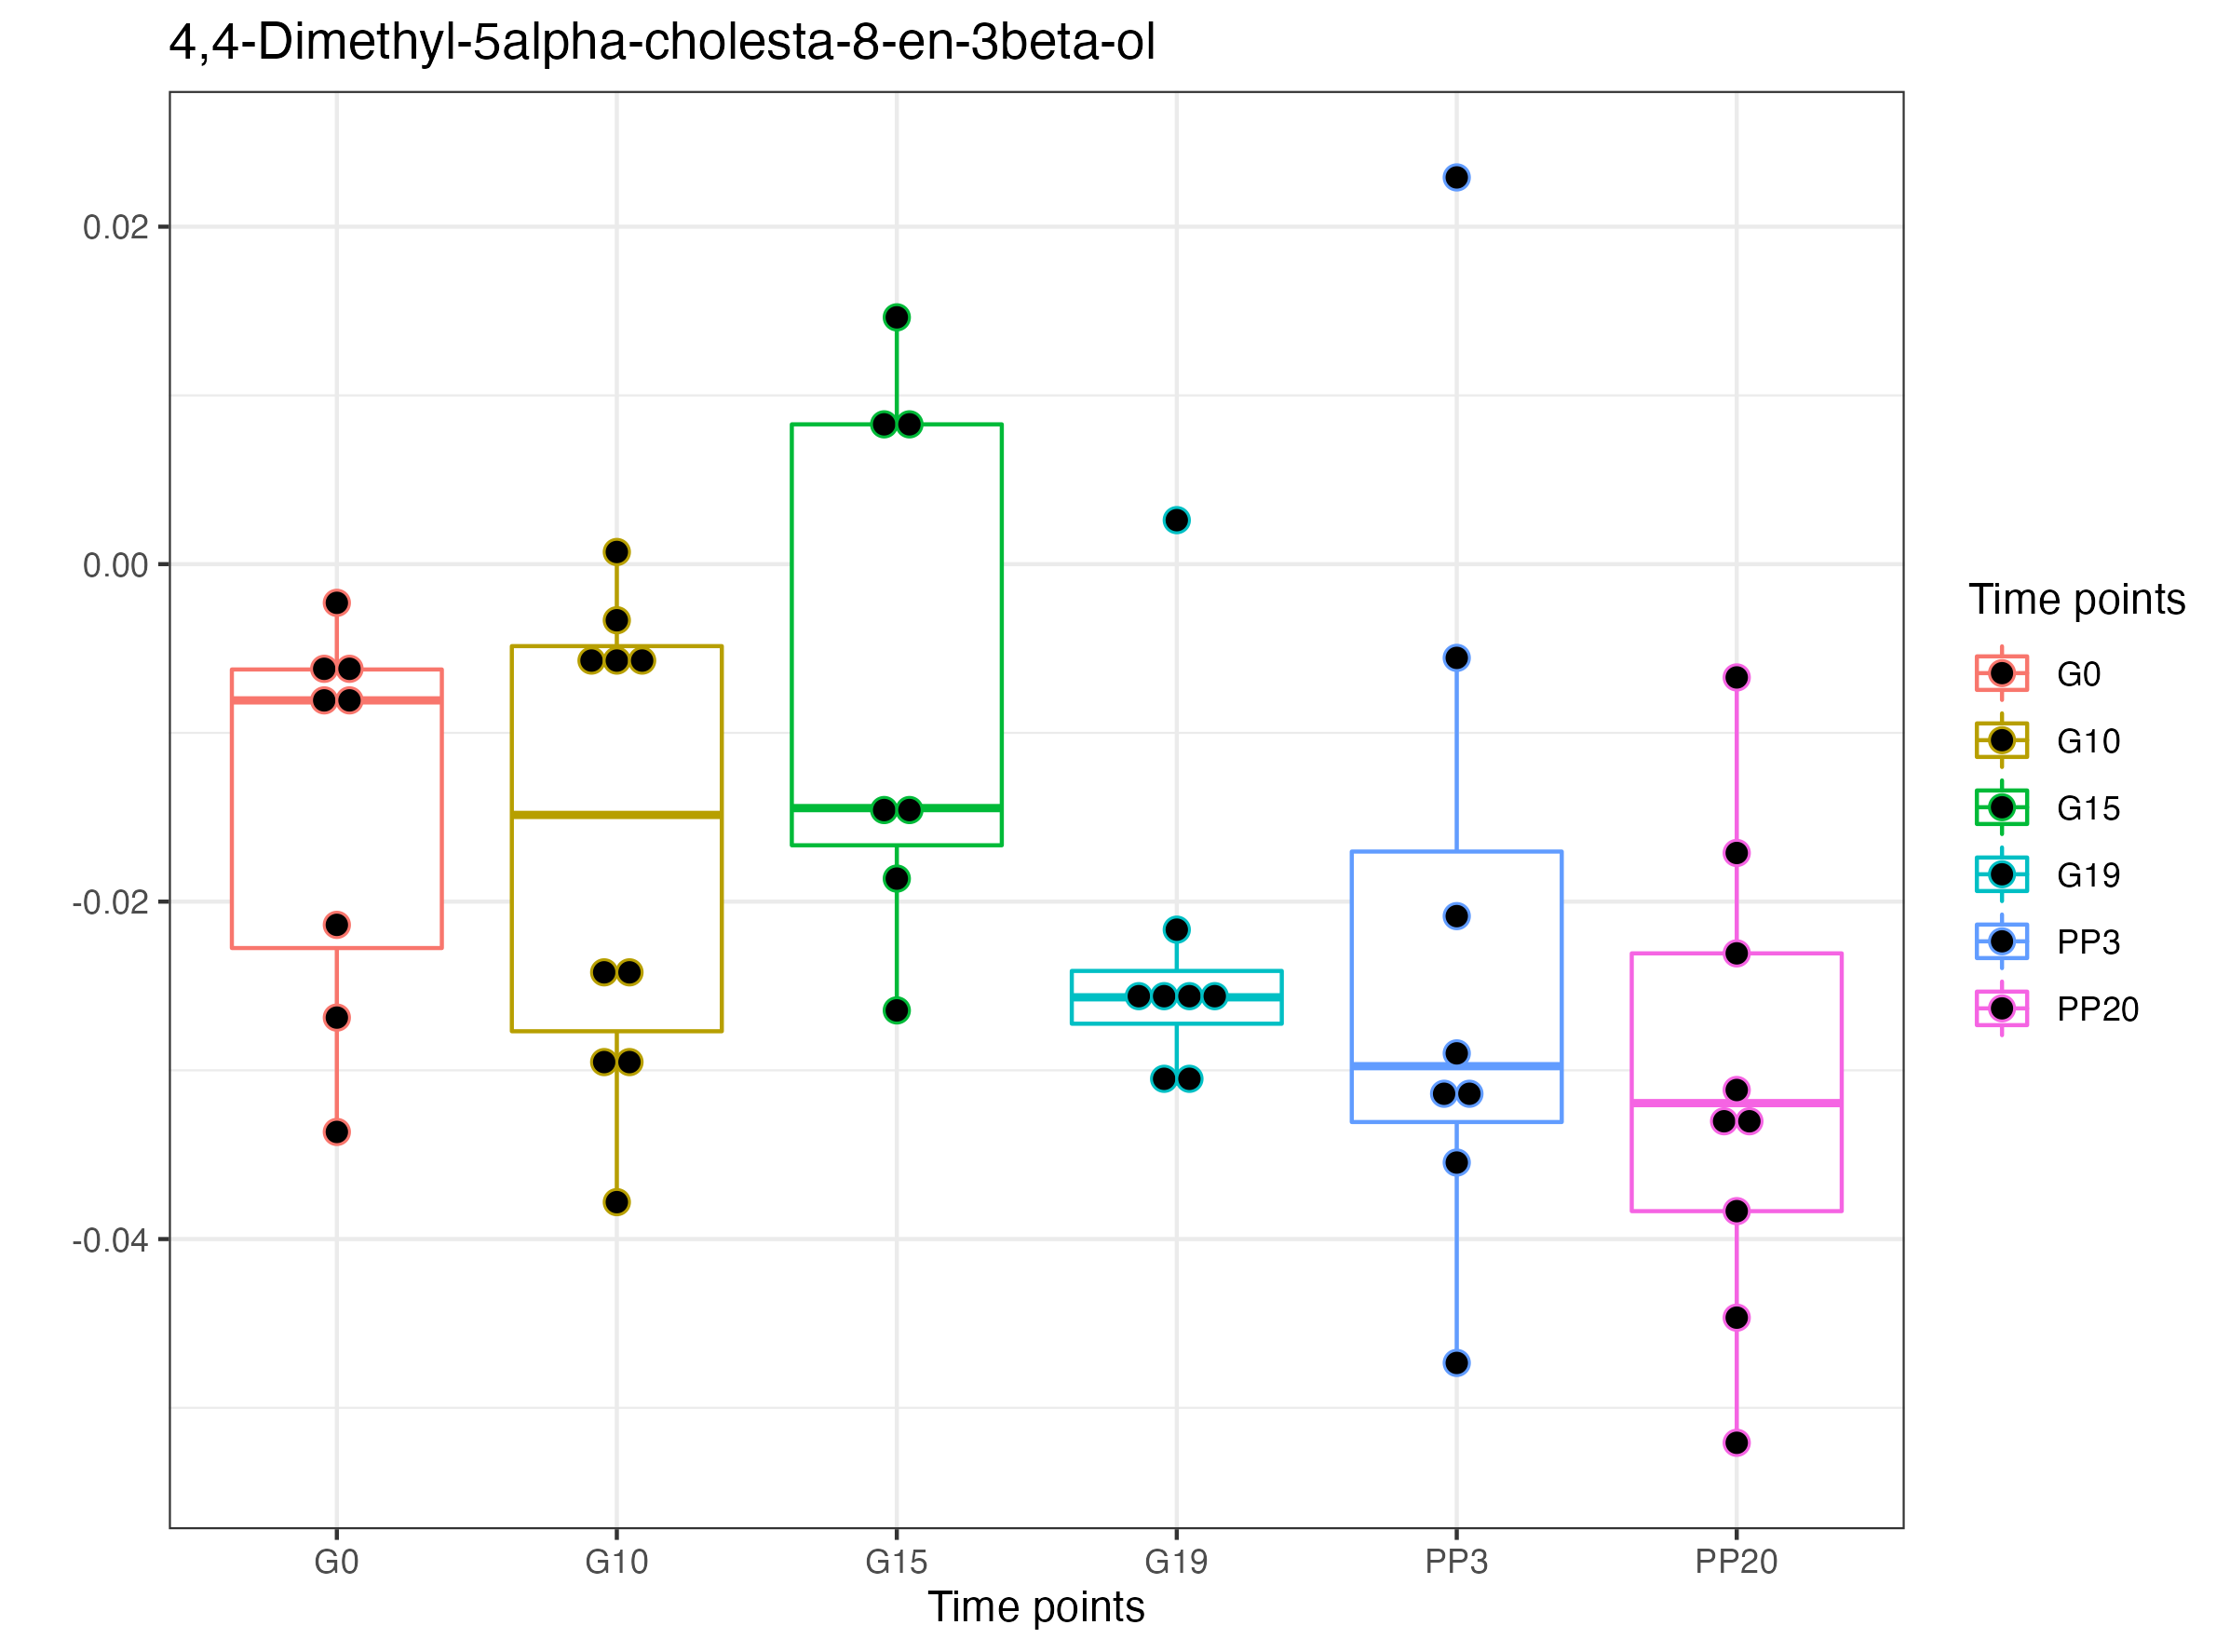 4,4-Dimethyl-5alpha-cholesta-8-en-3beta-ol
0.02
0.00
-0.02
-0.04
G0 G10 G15 G19 PP3 PP20
Time points
Time points
G0
G10
G15
G19
PP3
PP20